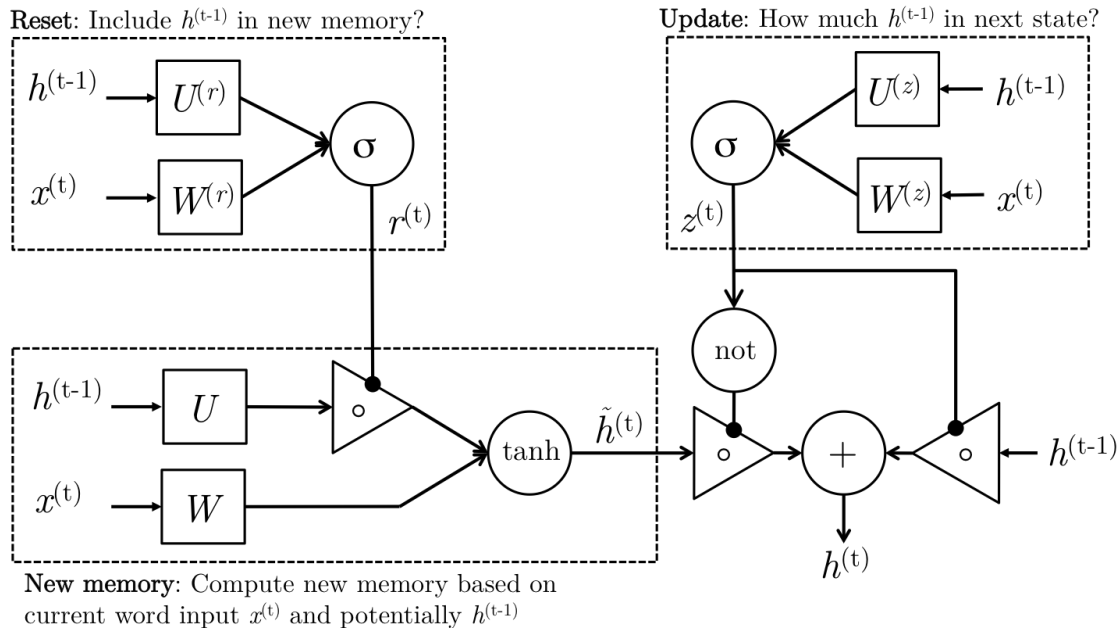 Reset: Include h^(t-1) in new memory?
Update: How much h^(t-1) in next state?
h^(t-1)
U^(r)
σ
x^(t)
W^(r)
r^(t)
σ
U^(z)
h^(t-1)
W^(z)
x^(t)
z^(t)
not
h^(t-1)
U
∘
tanh
h̃^(t)
∘
+
∘
h^(t-1)
x^(t)
W
h^(t)
New memory: Compute new memory based on
current word input x^(t) and potentially h^(t-1)